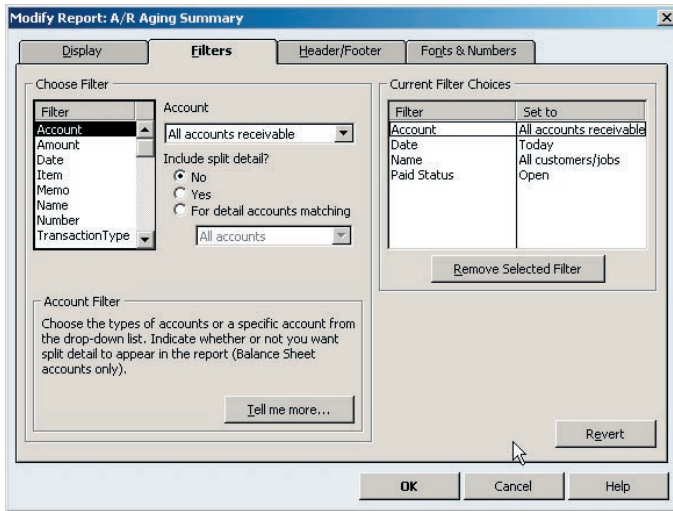 Modify Report: A/R Aging Summary
Display
Filters
Header/Footer
Fonts & Numbers
Choose Filter
Filter
Account
Amount
Date
Item
Memo
Name
Number
TransactionType
Account
All accounts receivable
Include split detail?
No
Yes
For detail accounts matching
All accounts
Account Filter
Choose the types of accounts or a specific account from
the drop-down list. Indicate whether or not you want
split detail to appear in the report (Balance Sheet
accounts only).
Tell me more...
Current Filter Choices
Filter Set to
Account All accounts receivable
Date Today
Name All customers/jobs
Paid Status Open
Remove Selected Filter
Revert
OK
Cancel
Help